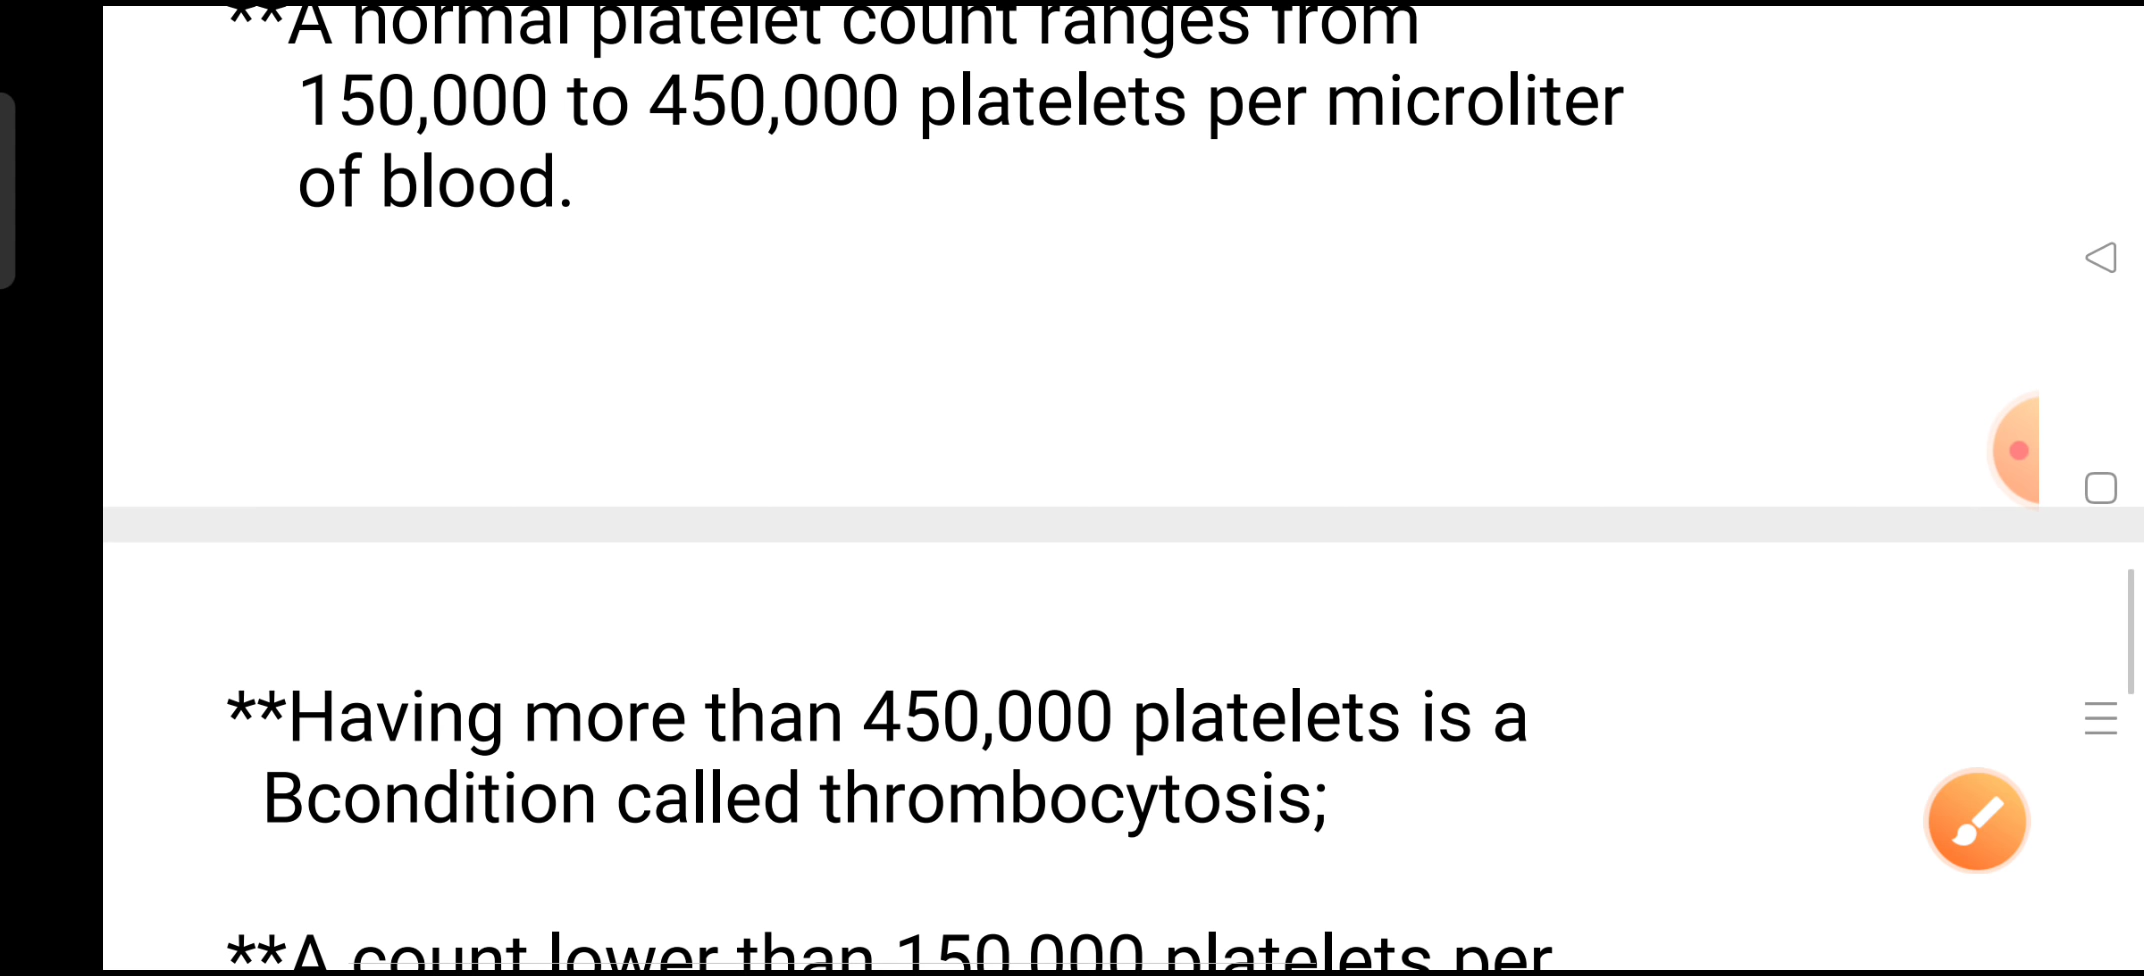 **A normal platelet count ranges from
150,000 to 450,000 platelets per microliter
of blood.
**Having more than 450,000 platelets is a
Bcondition called thrombocytosis;
**A count lower than 150,000 platelets per